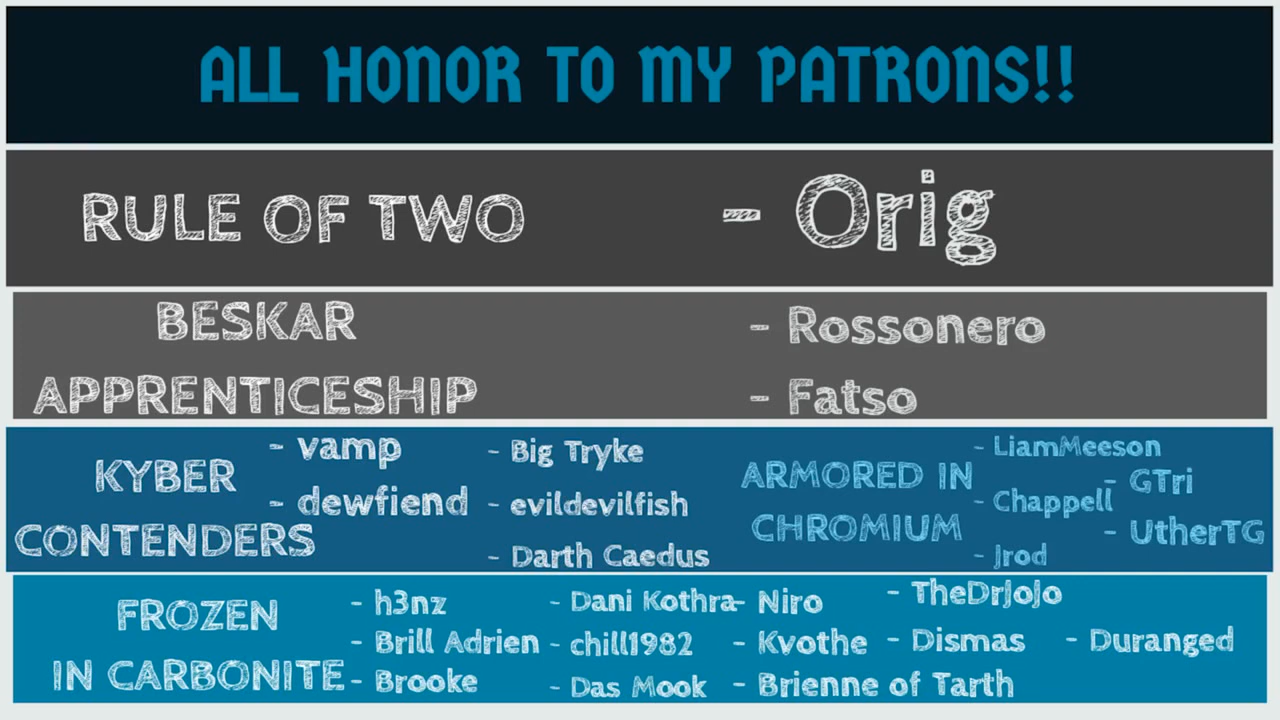 ALL HONOR TO MY PATRONS!!
RULE OF TWO
- Orig
BESKAR
APPRENTICESHIP
- Rossonero
- Fatso
KYBER
CONTENDERS
- vamp
- dewfiend
- Big Tryke
- evildevilfish
- Darth Caedus
ARMORED IN
CHROMIUM
- LiamMeeson
- Chappell
- Jrod
- GTri
- UtherTG
FROZEN
IN CARBONITE
- h3nz
- Brill Adrien
- Brooke
- Dani Kothra
- chill1982
- Das Mook
- Niro
- Kvothe
- Brienne of Tarth
- TheDrJoJo
- Dismas
- Duranged